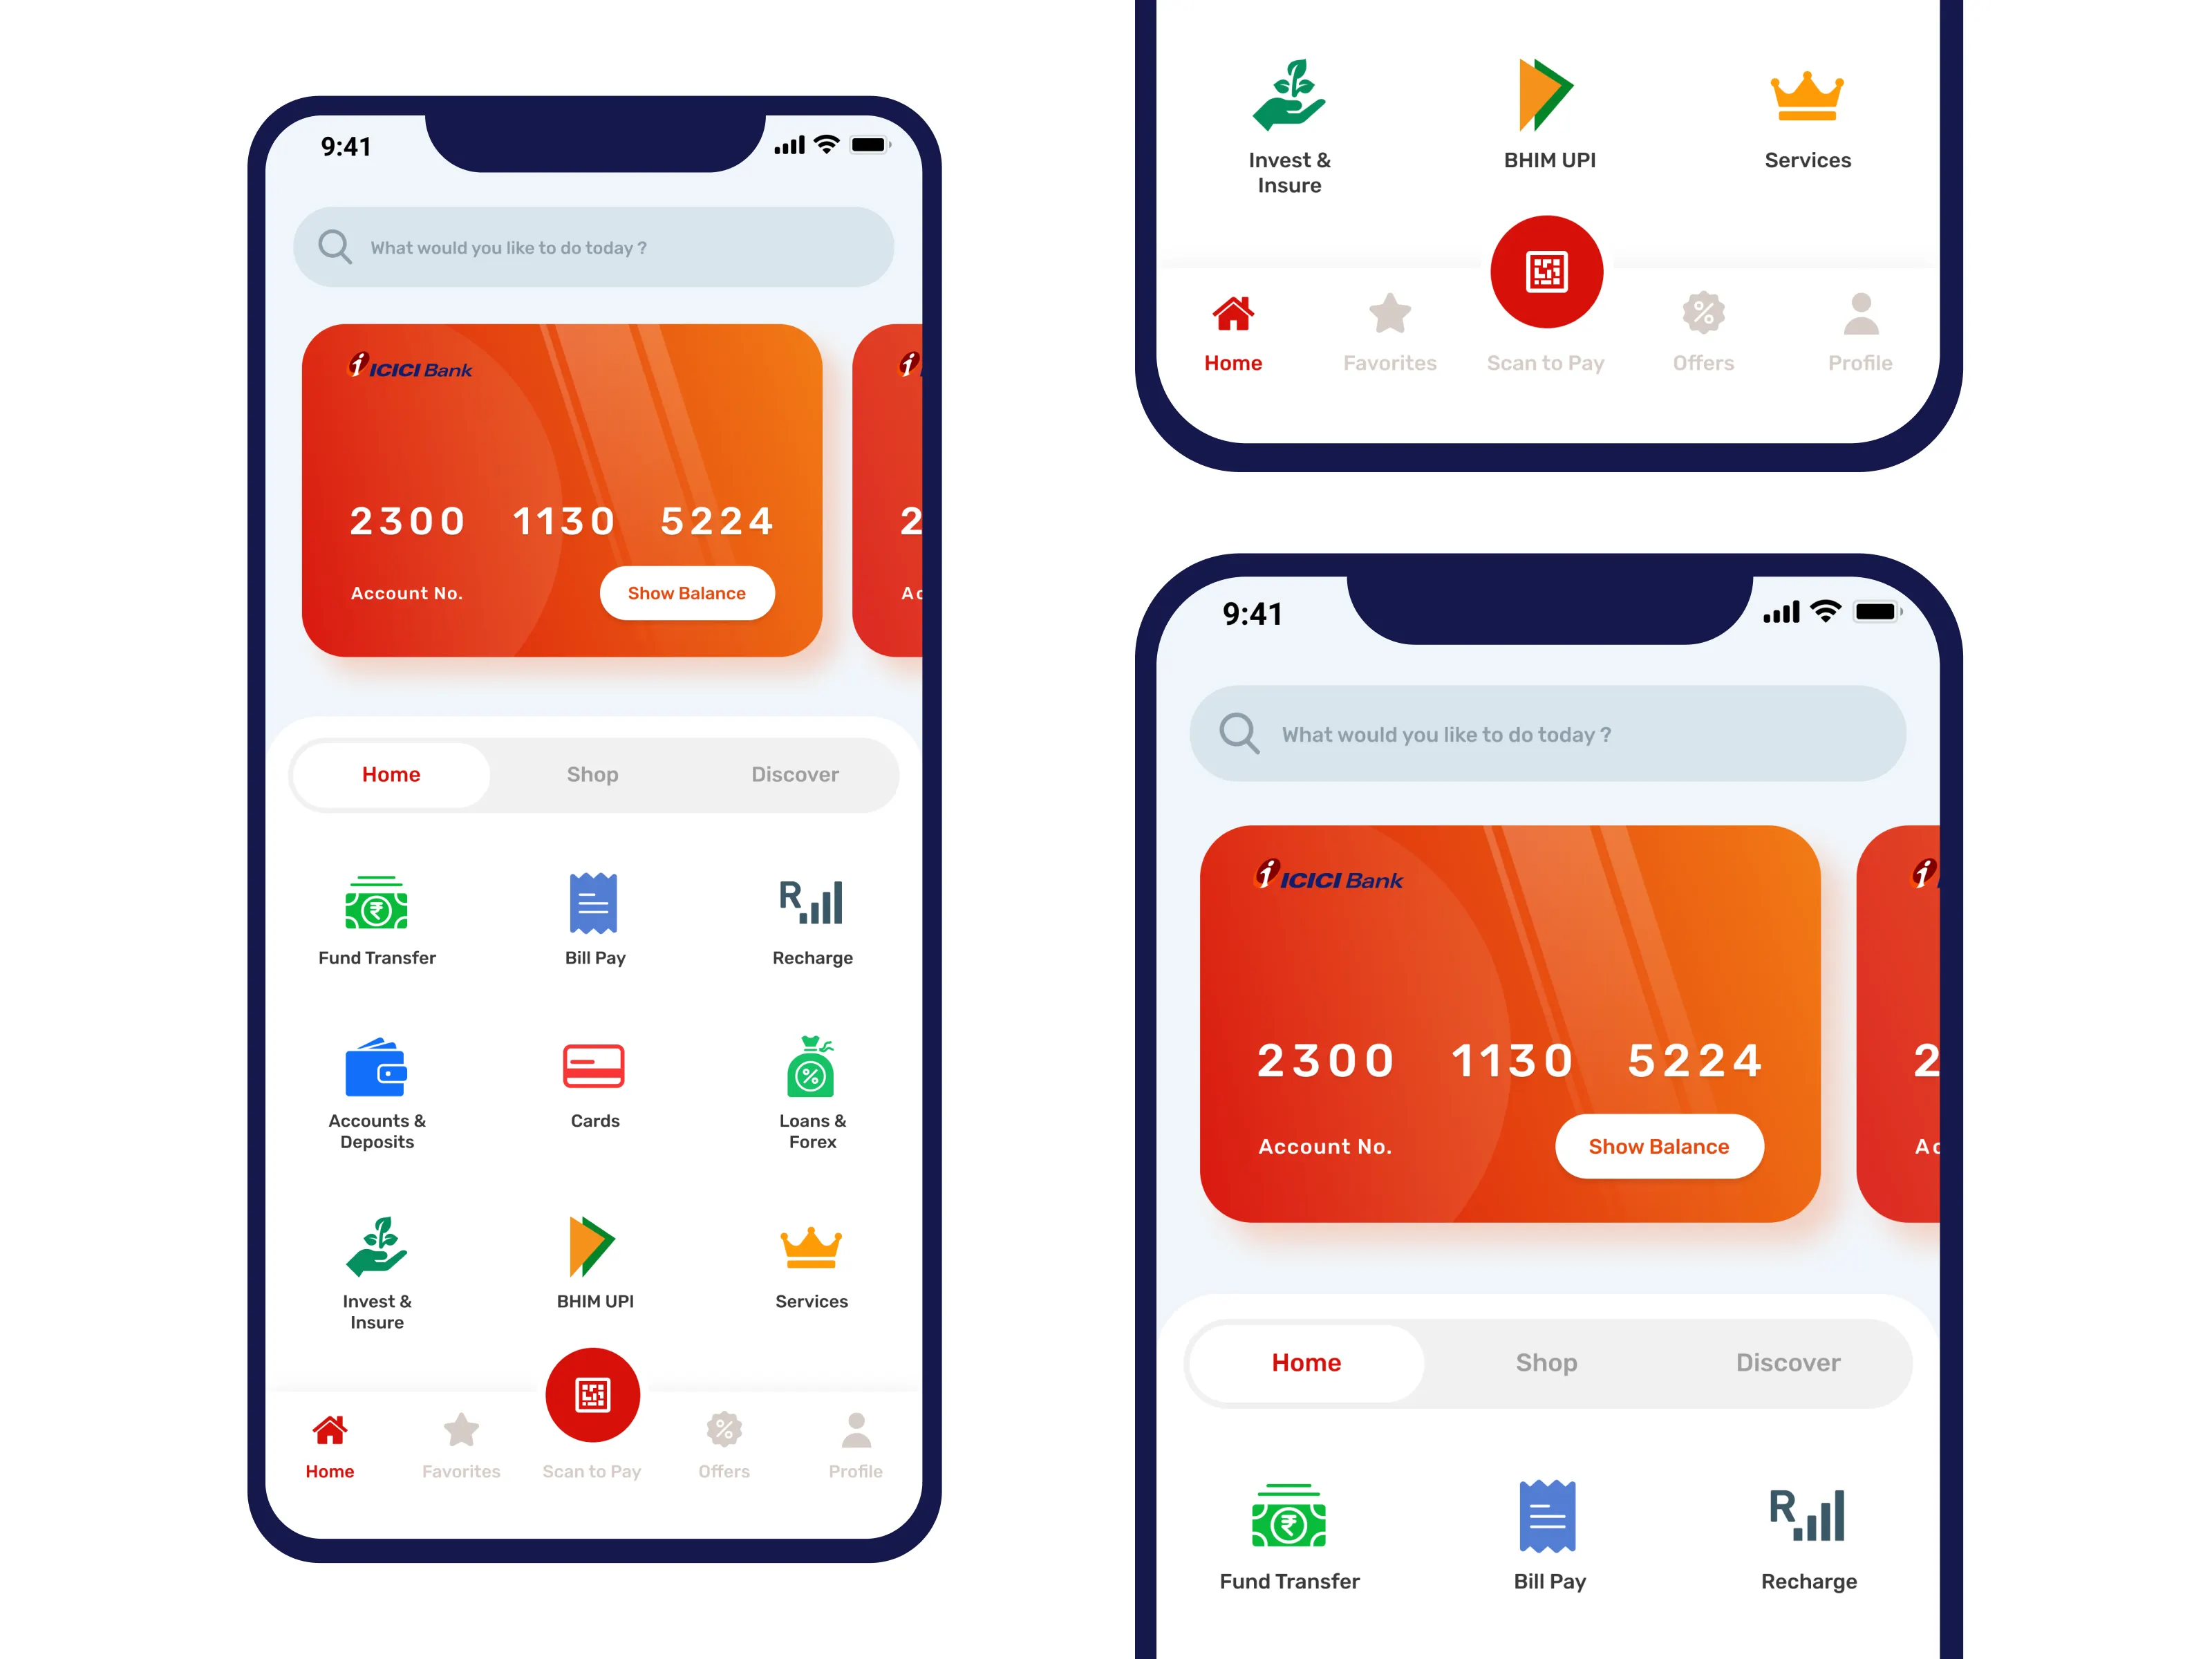 9:41
What would you like to do today ?
i ICICI Bank
i
2300 1130 5224
2
Account No.
Show Balance
Ac
Home
Shop
Discover
₹
Fund Transfer
Bill Pay
R
Recharge
Accounts &
Deposits
Cards
%
Loans &
Forex
Invest &
Insure
BHIM UPI
Services
Home
Favorites
Scan to Pay
%
Offers
Profile
Invest &
Insure
BHIM UPI
Services
Home
Favorites
Scan to Pay
%
Offers
Profile
9:41
What would you like to do today ?
i ICICI Bank
i
2300 1130 5224
2
Account No.
Show Balance
Ac
Home
Shop
Discover
₹
Fund Transfer
Bill Pay
R
Recharge